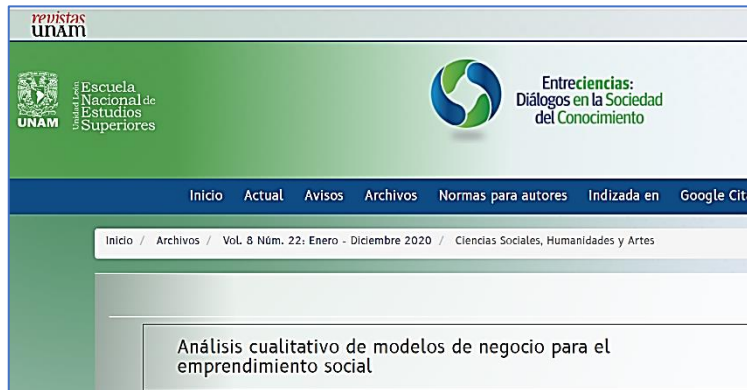 revistas
UNAM
UNAM
Unidad León
Escuela
Nacional de
Estudios
Superiores
Entreciencias:
Diálogos en la Sociedad
del Conocimiento
Inicio Actual Avisos Archivos Normas para autores Indizada en Google Cit
Inicio / Archivos / Vol. 8 Núm. 22: Enero - Diciembre 2020 / Ciencias Sociales, Humanidades y Artes
Análisis cualitativo de modelos de negocio para el
emprendimiento social